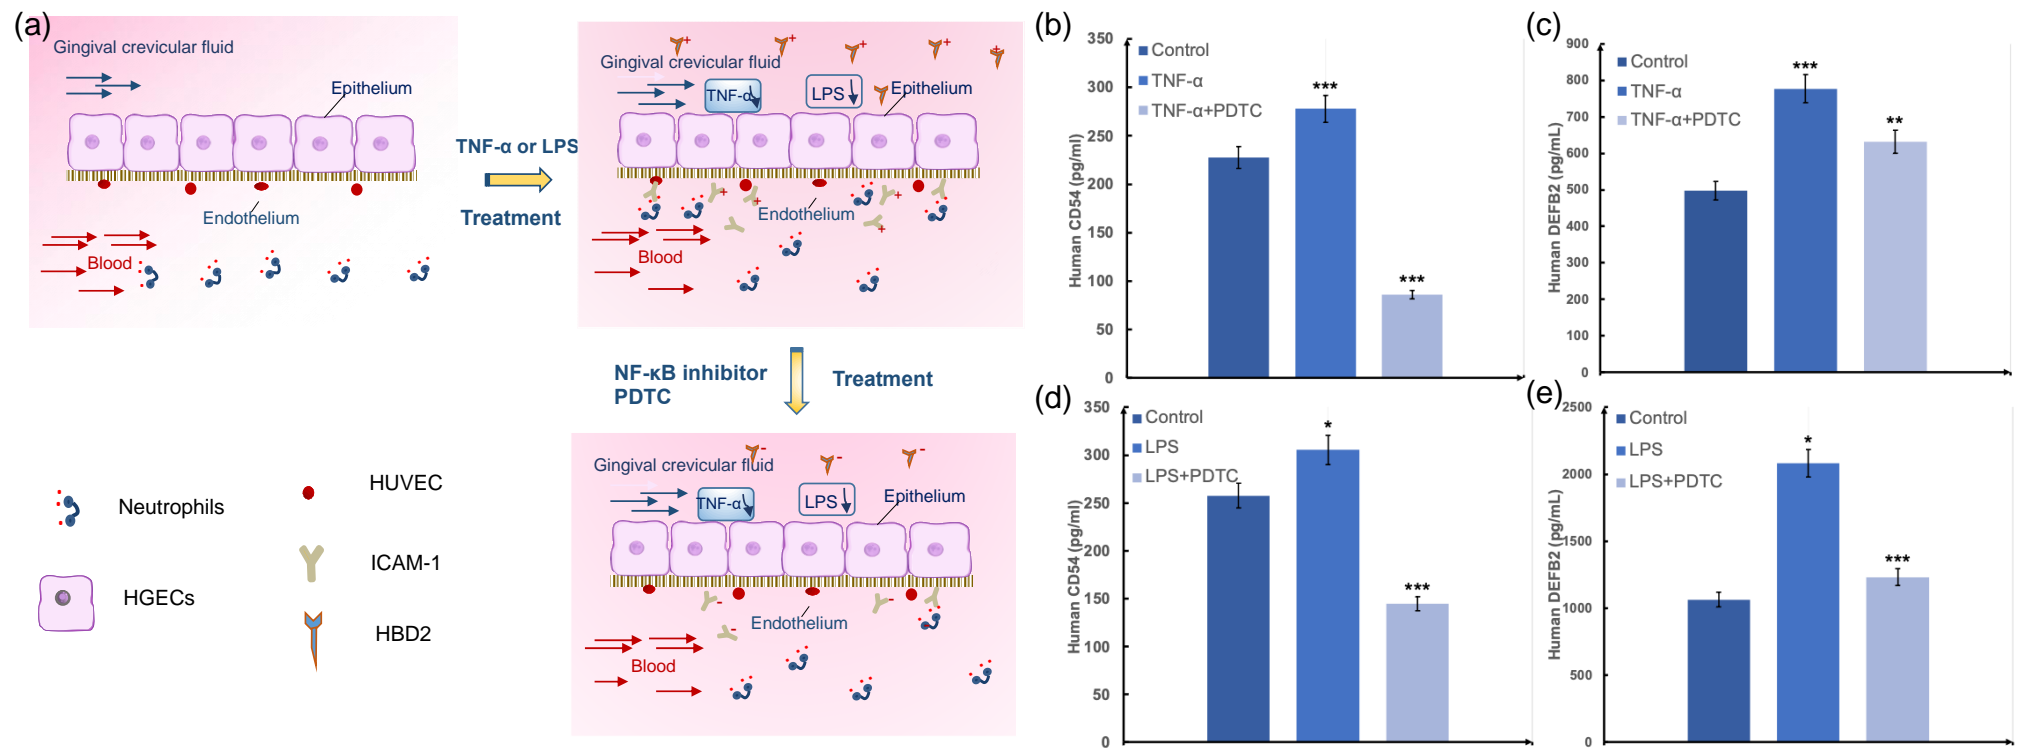 (a)
Gingival crevicular fluid
Epithelium
Endothelium
Blood
TNF-α or LPS
Treatment
Gingival crevicular fluid
TNF-α
LPS
Epithelium
+
+
+
+
+
+
+
+
+
Endothelium
Blood
NF-κB inhibitor
PDTC
Treatment
Gingival crevicular fluid
TNF-α
LPS
Epithelium
-
-
-
-
-
-
Endothelium
Blood
Neutrophils
HGECs
HUVEC
ICAM-1
HBD2
(b)
Human CD54 (pg/ml)
350
300
250
200
150
100
50
0
Control
TNF-α
TNF-α+PDTC
***
***
(c)
Human DEFB2 (pg/mL)
900
800
700
600
500
400
300
200
100
0
Control
TNF-α
TNF-α+PDTC
***
**
(d)
Human CD54 (pg/ml)
350
300
250
200
150
100
50
0
Control
LPS
LPS+PDTC
*
***
(e)
Human DEFB2 (pg/mL)
2500
2000
1500
1000
500
0
Control
LPS
LPS+PDTC
*
***